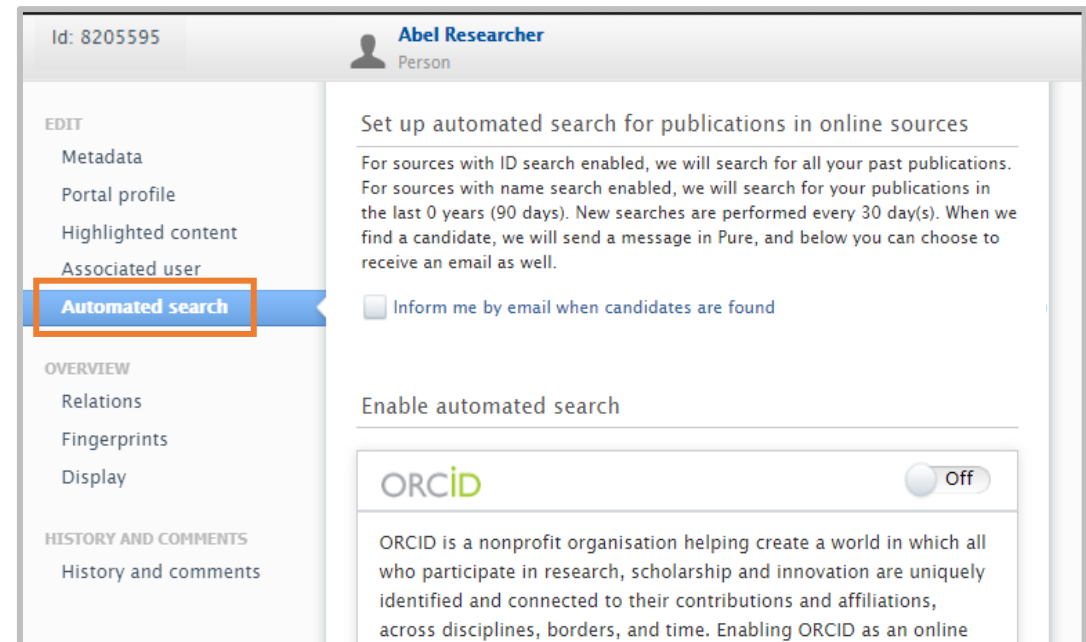 Id: 8205595
Abel Researcher
Person
EDIT
Metadata
Portal profile
Highlighted content
Associated user
Automated search
OVERVIEW
Relations
Fingerprints
Display
HISTORY AND COMMENTS
History and comments
Set up automated search for publications in online sources
For sources with ID search enabled, we will search for all your past publications.
For sources with name search enabled, we will search for your publications in
the last 0 years (90 days). New searches are performed every 30 day(s). When we
find a candidate, we will send a message in Pure, and below you can choose to
receive an email as well.
Inform me by email when candidates are found
Enable automated search
ORCiD
Off
ORCID is a nonprofit organisation helping create a world in which all
who participate in research, scholarship and innovation are uniquely
identified and connected to their contributions and affiliations,
across disciplines, borders, and time. Enabling ORCID as an online